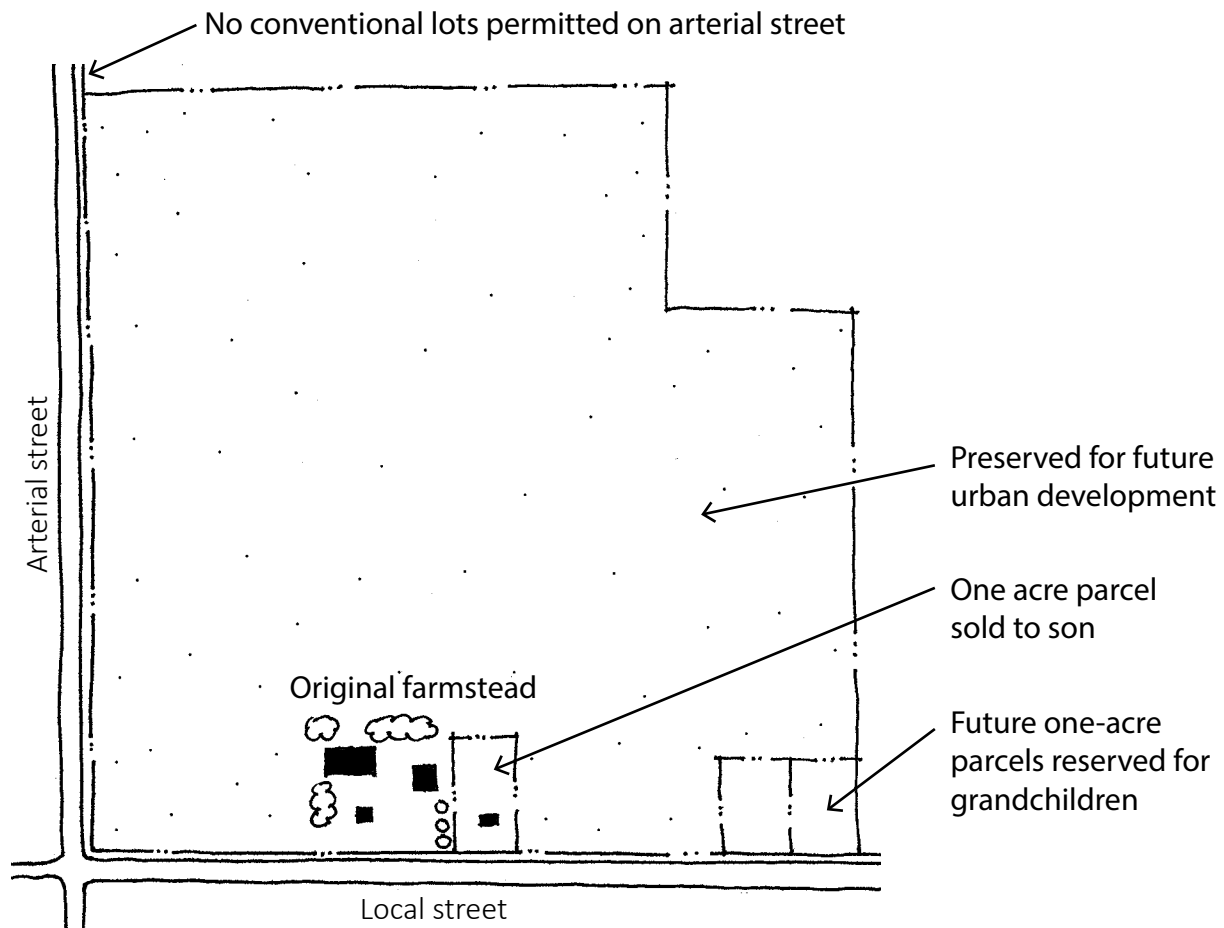 No conventional lots permitted on arterial street
Arterial street
Preserved for future
urban development
One acre parcel
sold to son
Original farmstead
Future one-acre
parcels reserved for
grandchildren
Local street